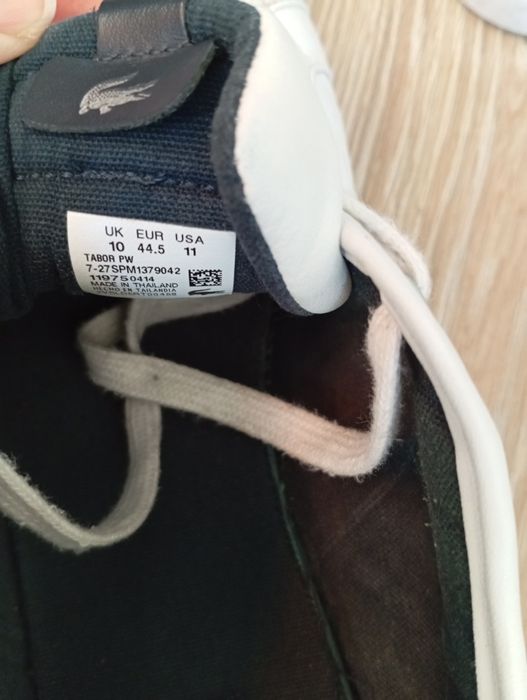 UK EUR USA
10 44.5 11
TABOR PW
7-27SPM1379042
119750414
MADE IN THAILAND
HECHO EN TAILANDIA